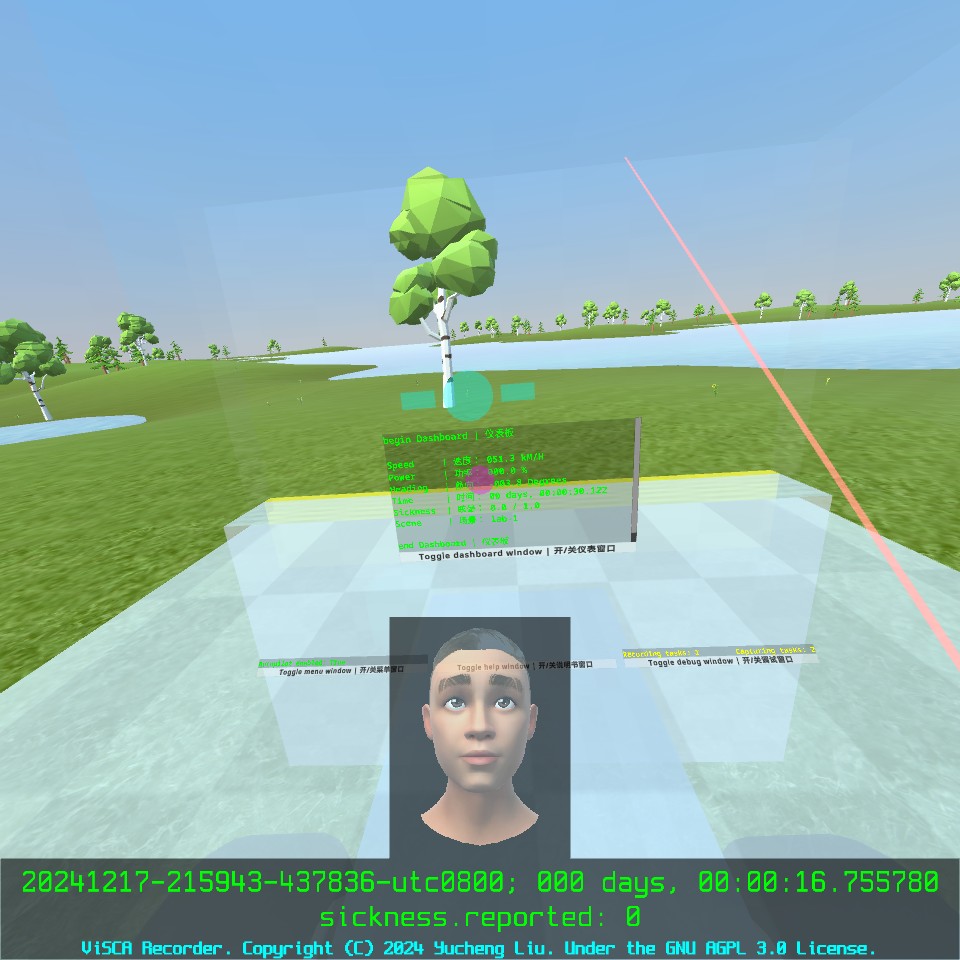 begin Dashboard | 仪表板
Speed | 速度: 051.3 KM/H
Power | 功率: 000.0 %
Heading Degrees
Time | 时间: 00 days, 00:00:30.122
Sickness 0.0 / 1.0
Scene | 场景:
end Dashboard | 仪表板
Toggle dashboard window | 开/关仪表窗口
Toggle menu window | 开/关菜单窗口
Toggle help window | 开/关说明书窗口
Recording tasks: Capturing tasks: 2
Toggle debug window | 开/关调试窗口
20241217-215943-437836-utc0800; 000 days, 00:00:16.755780
sickness.reported: 0
ViSCA Recorder. Copyright (C) 2024 Yucheng Liu. Under the GNU AGPL 3.0 License.